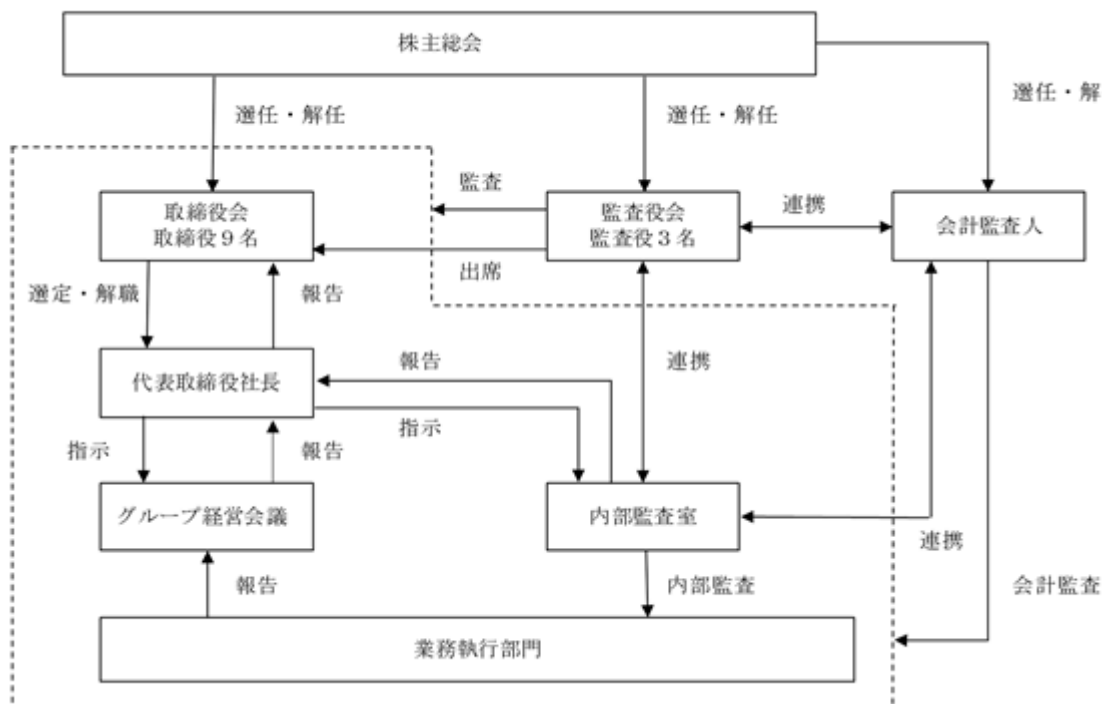 株主総会
選任・解任
選任・解任
選任・解
取締役会
取締役９名
監査
監査役会
監査役３名
連携
会計監査人
出席
選定・解職
報告
代表取締役社長
報告
連携
指示
指示
報告
グループ経営会議
内部監査室
連携
報告
内部監査
会計監査
業務執行部門